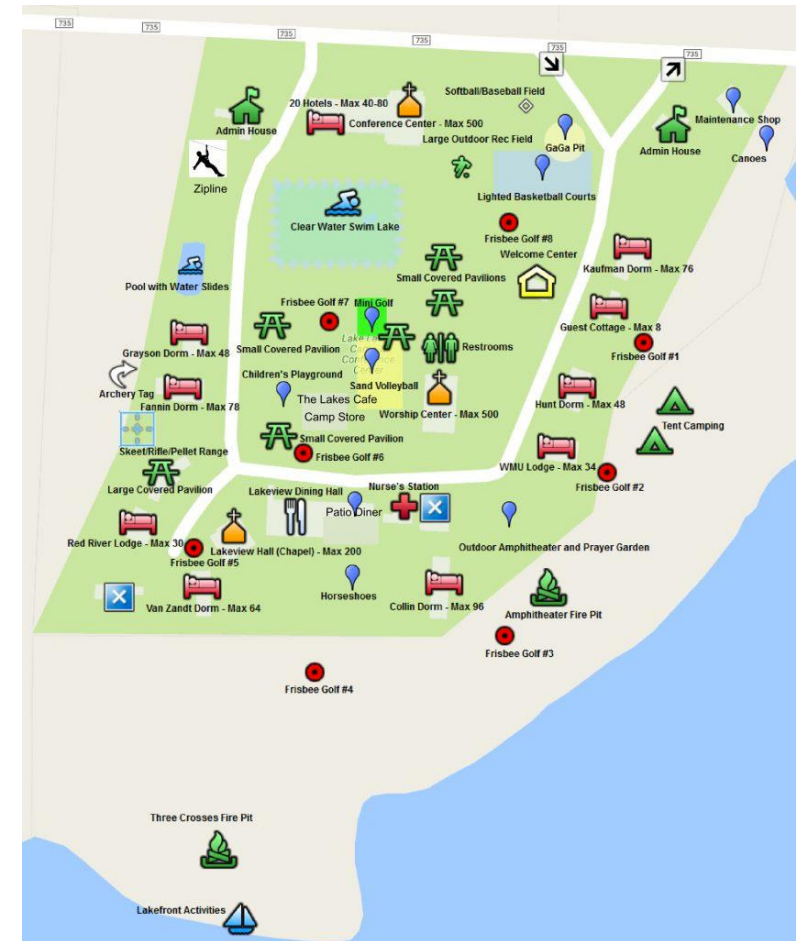 735
735
735
735
735
735
Softball/Baseball Field
20 Hotels - Max 40-80
Maintenance Shop
Conference Center - Max 500
Admin House
Large Outdoor Rec Field
GaGa Pit
Admin House
Canoes
Zipline
Lighted Basketball Courts
Clear Water Swim Lake
Frisbee Golf #8
Welcome Center
Kaufman Dorm - Max 76
Small Covered Pavilions
Pool with Water Slides
Frisbee Golf #7
Mini Golf
Guest Cottage - Max 8
Small Covered Pavilion
Restrooms
Frisbee Golf #1
Grayson Dorm - Max 48
Conference
Center
Children's Playground
Sand Volleyball
Archery Tag
Fannin Dorm - Max 78
The Lakes Cafe
Camp Store
Worship Center - Max 500
Hunt Dorm - Max 48
Tent Camping
Small Covered Pavilion
Skeet/Rifle/Pellet Range
Frisbee Golf #6
WMU Lodge - Max 34
Large Covered Pavilion
Lakeview Dining Hall
Nurse's Station
Frisbee Golf #2
Patio Diner
Red River Lodge - Max 30
Lakeview Hall (Chapel) - Max 200
Outdoor Amphitheater and Prayer Garden
Frisbee Golf #5
Horseshoes
Van Zandt Dorm - Max 64
Collin Dorm - Max 96
Amphitheater Fire Pit
Frisbee Golf #3
Frisbee Golf #4
Three Crosses Fire Pit
Lakefront Activities